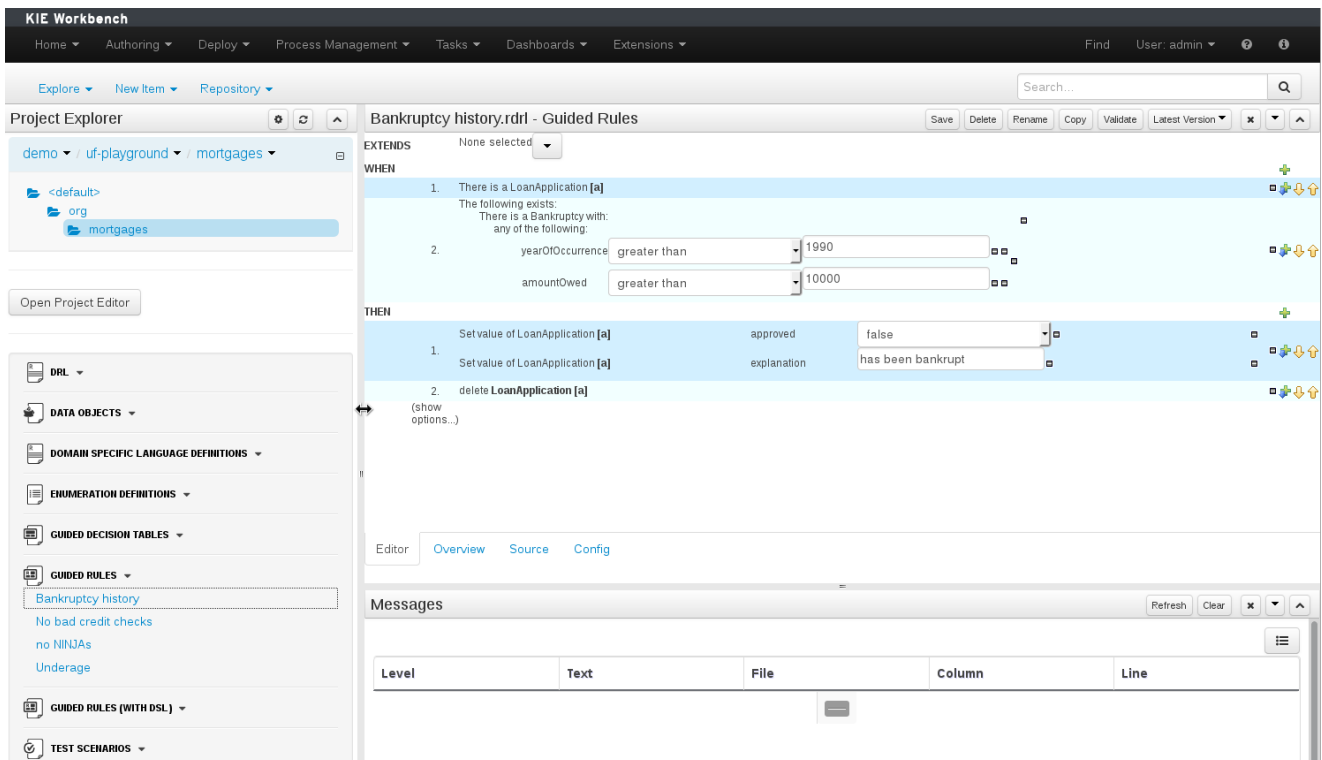 KIE Workbench
Home Authoring Deploy Process Management Tasks Dashboards Extensions Find User: admin
Explore New Item Repository Search...
Project Explorer
demo / uf-playground / mortgages
<default>
org
mortgages
Open Project Editor
DRL
DATA OBJECTS
DOMAIN SPECIFIC LANGUAGE DEFINITIONS
ENUMERATION DEFINITIONS
GUIDED DECISION TABLES
GUIDED RULES
Bankruptcy history
No bad credit checks
no NINJAs
Underage
GUIDED RULES (WITH DSL)
TEST SCENARIOS
Bankruptcy history.rdrl - Guided Rules Save Delete Rename Copy Validate Latest Version
EXTENDS None selected
WHEN
1. There is a LoanApplication [a]
The following exists:
There is a Bankruptcy with:
any of the following:
2. yearOfOccurrence greater than 1990
amountOwed greater than 10000
THEN
Set value of LoanApplication [a] approved false
1.
Set value of LoanApplication [a] explanation has been bankrupt
2. delete LoanApplication [a]
(show
options...)
Editor Overview Source Config
Messages Refresh Clear
Level Text File Column Line